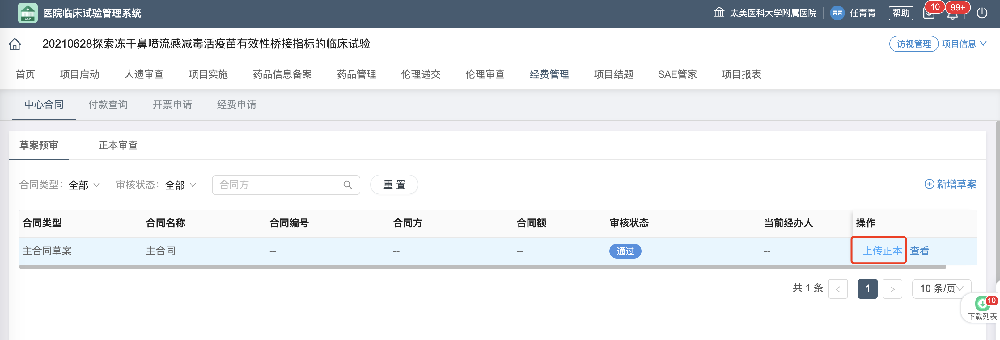 GCP
医院临床试验管理系统
太美医科大学附属医院
青青
任青青
帮助
10
99+
20210628探索冻干鼻喷流感减毒活疫苗有效性桥接指标的临床试验
访视管理
项目信息
首页 项目启动 人遗审查 项目实施 药品信息备案 药品管理 伦理递交 伦理审查 经费管理 项目结题 SAE管家 项目报表
中心合同 付款查询 开票申请 经费申请
草案预审 正本审查
合同类型: 全部 审核状态: 全部 合同方 重 置 新增草案
合同类型 合同名称 合同编号 合同方 合同额 审核状态 当前经办人 操作
主合同草案 主合同 -- -- -- 通过 -- 上传正本 查看
共 1 条 < 1 > 10 条/页
10
下载列表